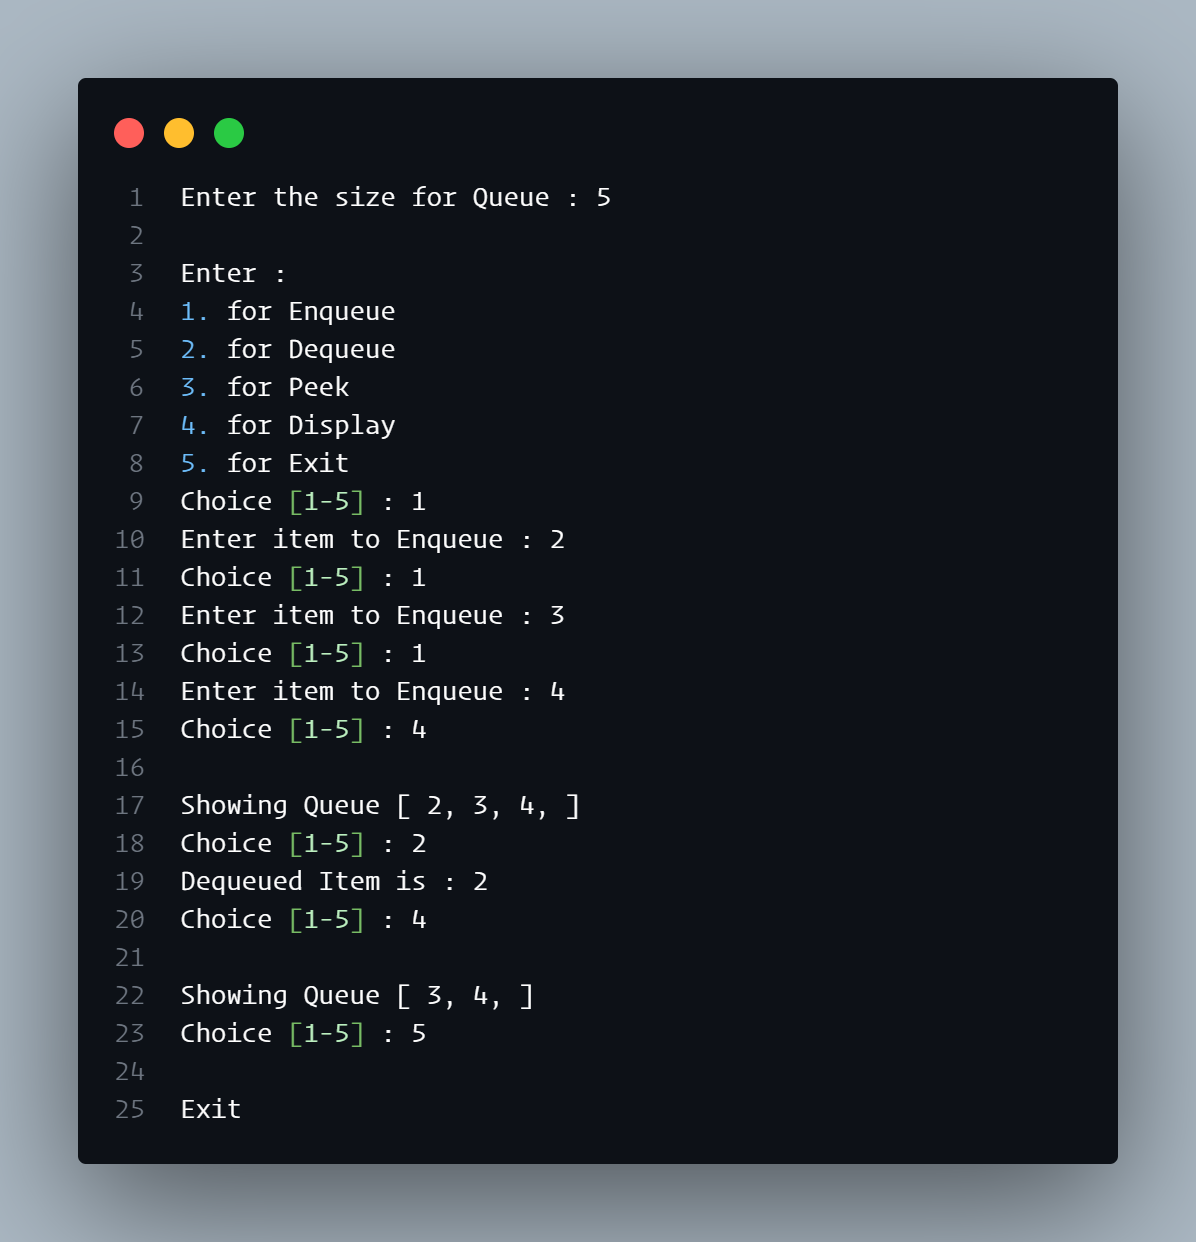 1 Enter the size for Queue : 5
2
3 Enter :
4 1. for Enqueue
5 2. for Dequeue
6 3. for Peek
7 4. for Display
8 5. for Exit
9 Choice [1-5] : 1
10 Enter item to Enqueue : 2
11 Choice [1-5] : 1
12 Enter item to Enqueue : 3
13 Choice [1-5] : 1
14 Enter item to Enqueue : 4
15 Choice [1-5] : 4
16
17 Showing Queue [ 2, 3, 4, ]
18 Choice [1-5] : 2
19 Dequeued Item is : 2
20 Choice [1-5] : 4
21
22 Showing Queue [ 3, 4, ]
23 Choice [1-5] : 5
24
25 Exit